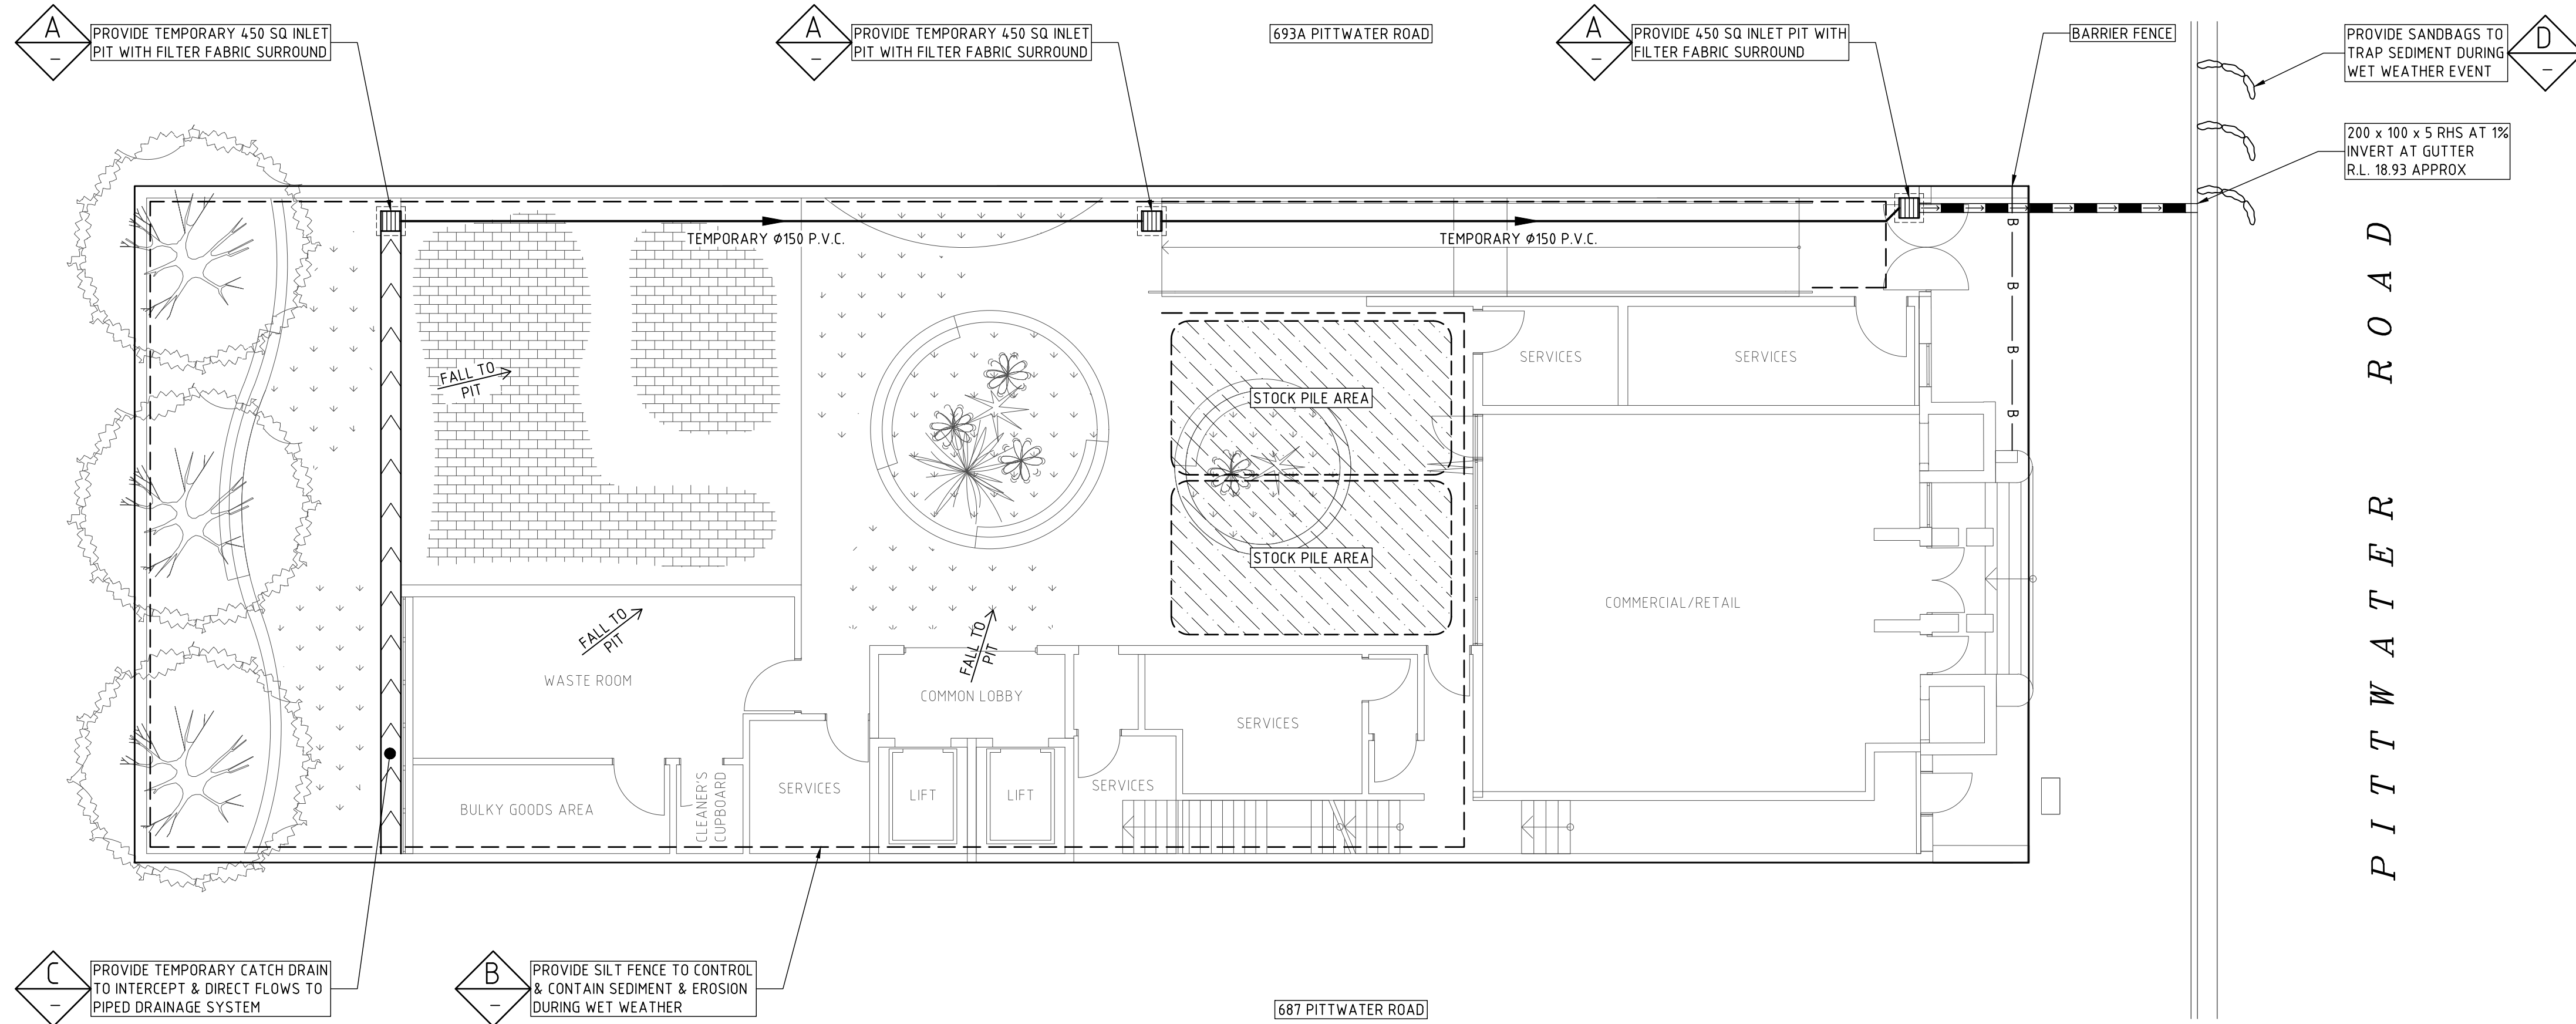 A
–
PROVIDE TEMPORARY 450 SQ INLET
PIT WITH FILTER FABRIC SURROUND
A
–
PROVIDE TEMPORARY 450 SQ INLET
PIT WITH FILTER FABRIC SURROUND
693A PITTWATER ROAD
A
–
PROVIDE 450 SQ INLET PIT WITH
FILTER FABRIC SURROUND
BARRIER FENCE
PROVIDE SANDBAGS TO
TRAP SEDIMENT DURING
WET WEATHER EVENT
D
–
200 x 100 x 5 RHS AT 1%
INVERT AT GUTTER
R.L. 18.93 APPROX
TEMPORARY Ø150 P.V.C.
TEMPORARY Ø150 P.V.C.
B
B
B
B
FALL TO
PIT
SERVICES
SERVICES
STOCK PILE AREA
STOCK PILE AREA
COMMERCIAL/RETAIL
FALL TO
PIT
FALL TO
PIT
WASTE ROOM
COMMON LOBBY
SERVICES
BULKY GOODS AREA
CLEANER'S
CUPBOARD
SERVICES
LIFT
LIFT
SERVICES
PITTWATER ROAD
C
–
PROVIDE TEMPORARY CATCH DRAIN
TO INTERCEPT & DIRECT FLOWS TO
PIPED DRAINAGE SYSTEM
B
–
PROVIDE SILT FENCE TO CONTROL
& CONTAIN SEDIMENT & EROSION
DURING WET WEATHER
687 PITTWATER ROAD